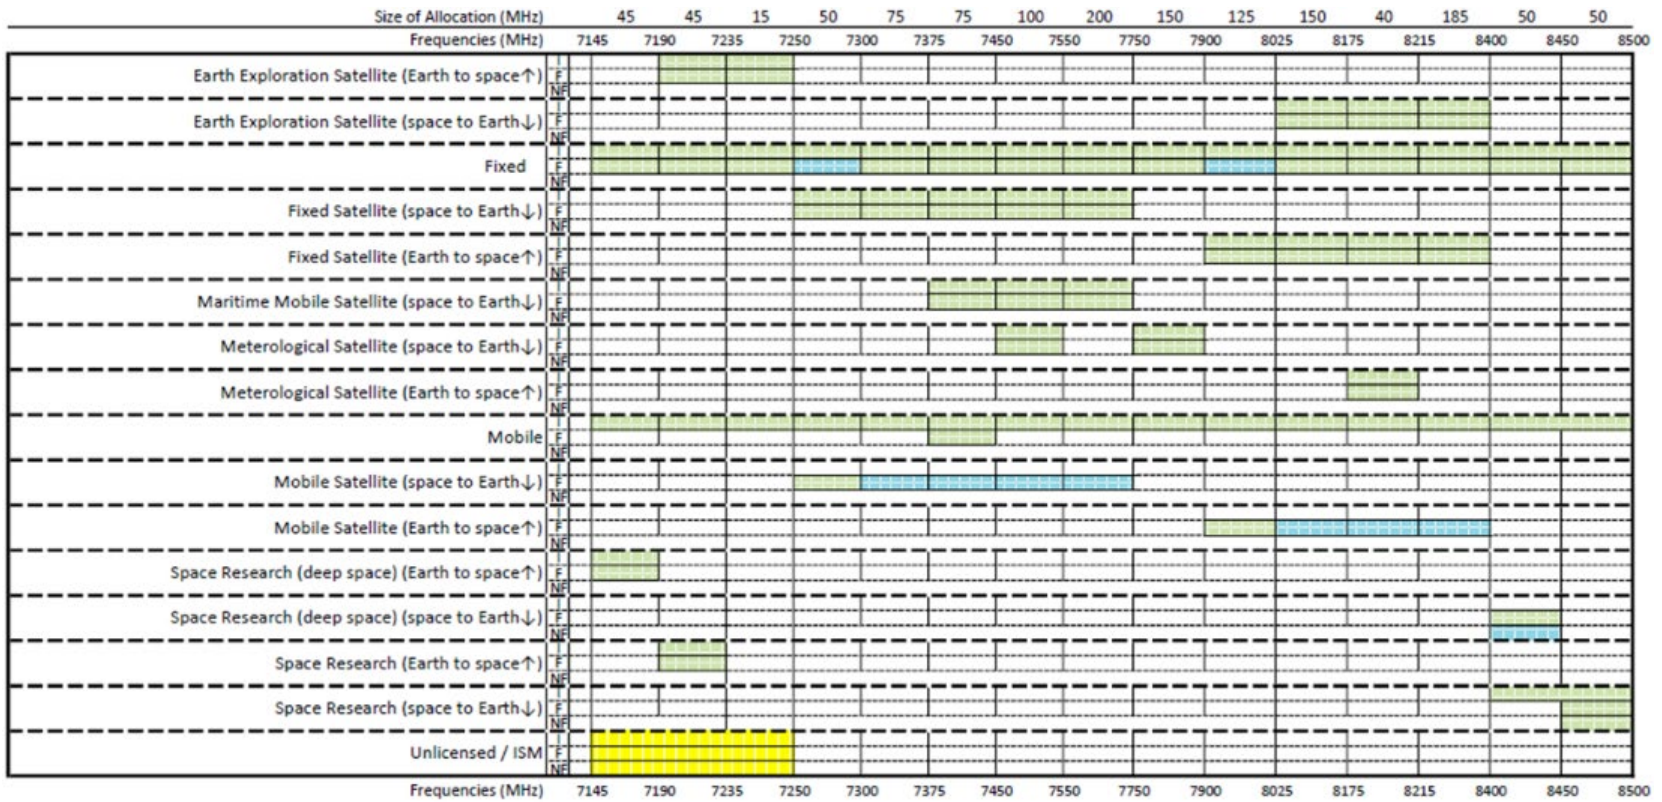 Size of Allocation (MHz) 45 45 15 50 75 75 100 200 150 125 150 40 185 50 50
Frequencies (MHz) 7145 7190 7235 7250 7300 7375 7450 7550 7750 7900 8025 8175 8215 8400 8450 8500
I
Earth Exploration Satellite (Earth to space↑) F
NF
I
Earth Exploration Satellite (space to Earth↓) F
NF
I
Fixed F
NF
I
Fixed Satellite (space to Earth↓) F
NF
I
Fixed Satellite (Earth to space↑) F
NF
I
Maritime Mobile Satellite (space to Earth↓) F
NF
I
Meterological Satellite (space to Earth↓) F
NF
I
Meterological Satellite (Earth to space↑) F
NF
I
Mobile F
NF
I
Mobile Satellite (space to Earth↓) F
NF
I
Mobile Satellite (Earth to space↑) F
NF
I
Space Research (deep space) (Earth to space↑) F
NF
I
Space Research (deep space) (space to Earth↓) F
NF
I
Space Research (Earth to space↑) F
NF
I
Space Research (space to Earth↓) F
NF
I
Unlicensed / ISM F
NF
Frequencies (MHz) 7145 7190 7235 7250 7300 7375 7450 7550 7750 7900 8025 8175 8215 8400 8450 8500